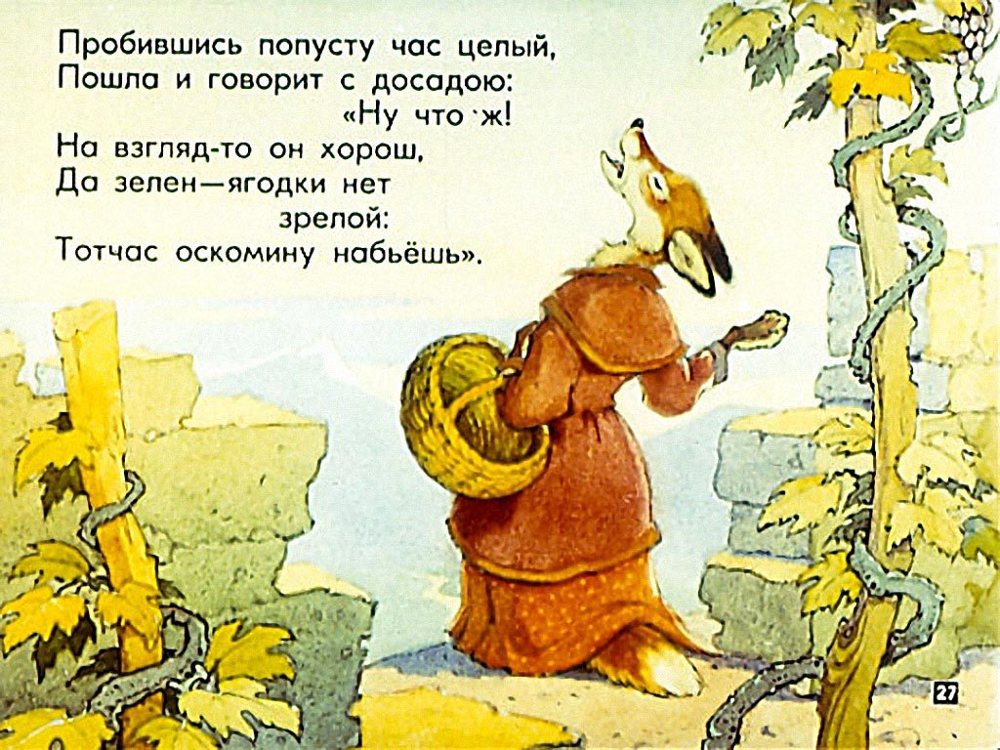 Пробившись попусту час целый,
Пошла и говорит с досадою:
«Ну что ж!
На взгляд-то он хорош,
Да зелен—ягодки нет
зрелой:
Тотчас оскомину набьёшь».
27